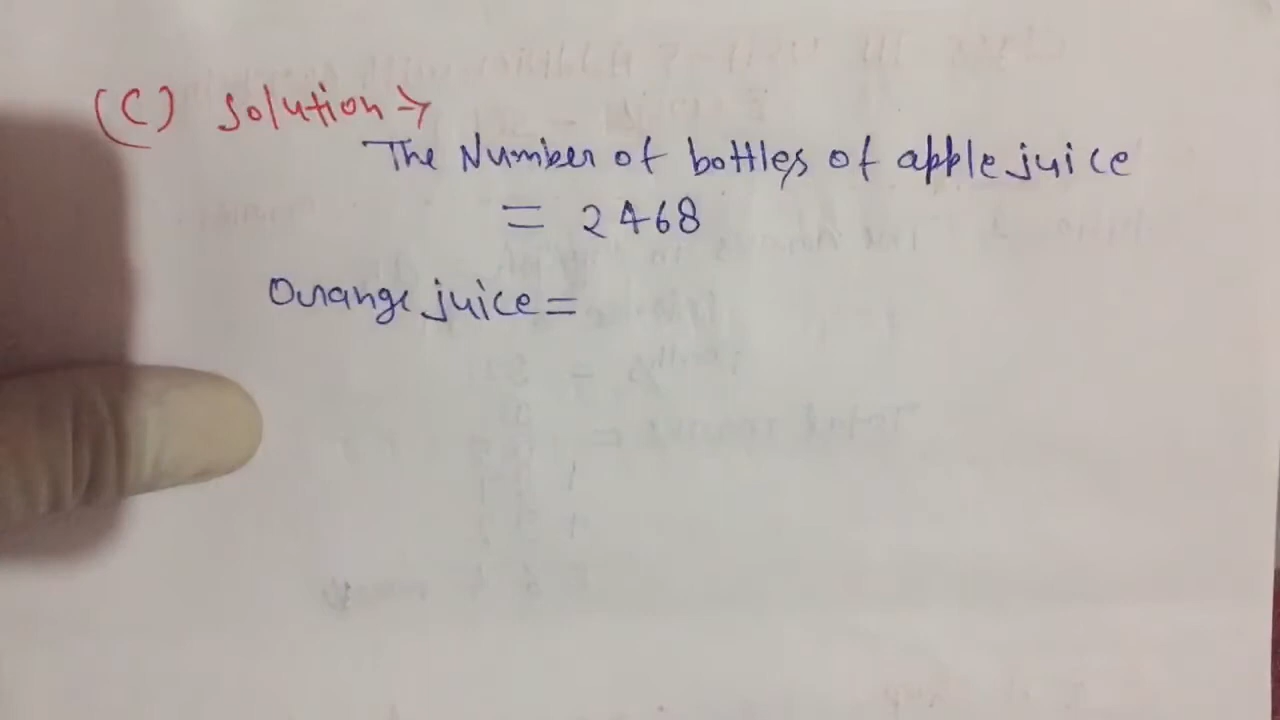 (C) Solution →
The Number of bottles of apple juice
= 2468
Orange juice =